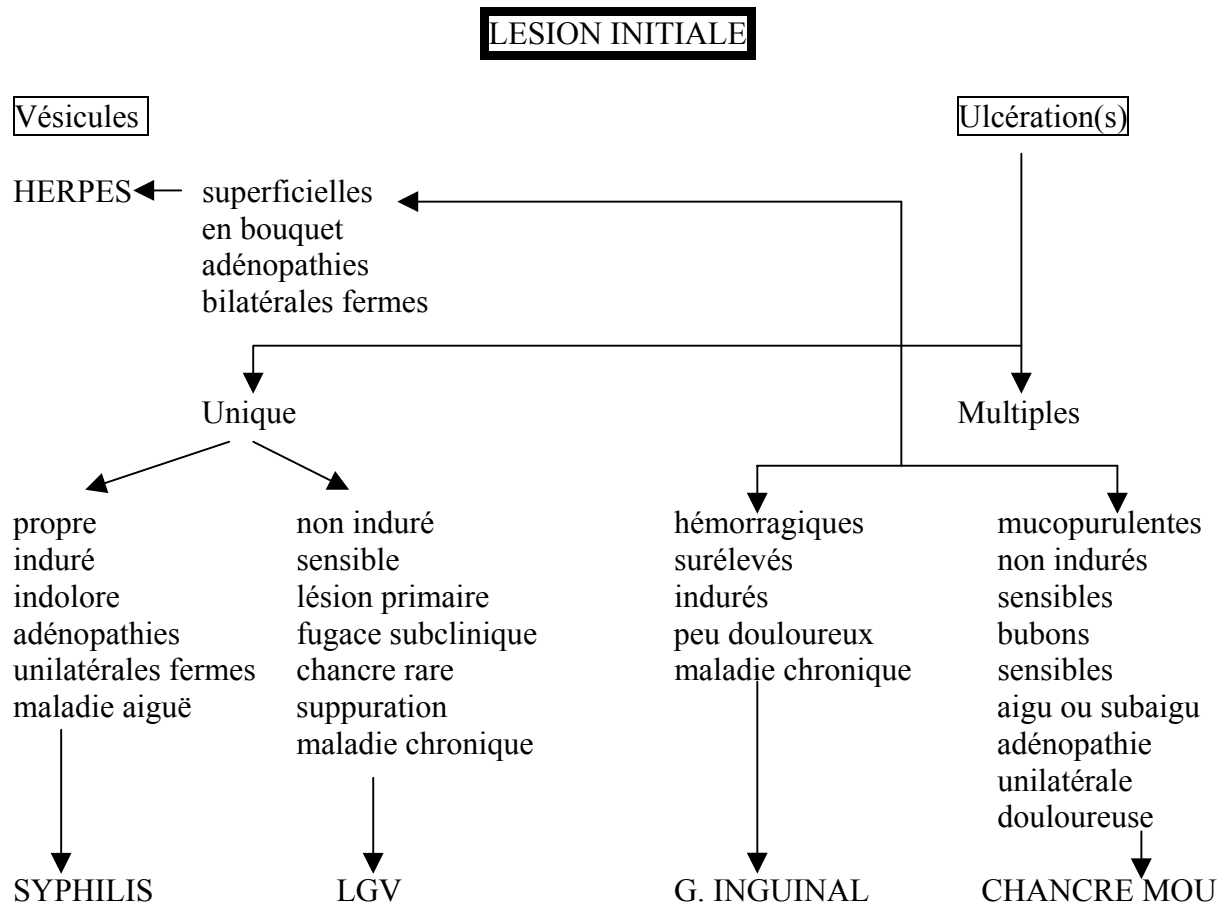 LESION INITIALE
Vésicules
Ulcération(s)
HERPES
superficielles
en bouquet
adénopathies
bilatérales fermes
Unique
Multiples
propre
induré
indolore
adénopathies
unilatérales fermes
maladie aiguë
non induré
sensible
lésion primaire
fugace subclinique
chancre rare
suppuration
maladie chronique
hémorragiques
surélevés
indurés
peu douloureux
maladie chronique
mucopurulentes
non indurés
sensibles
bubons
sensibles
aigu ou subaigu
adénopathie
unilatérale
douloureuse
SYPHILIS
LGV
G. INGUINAL
CHANCRE MOU